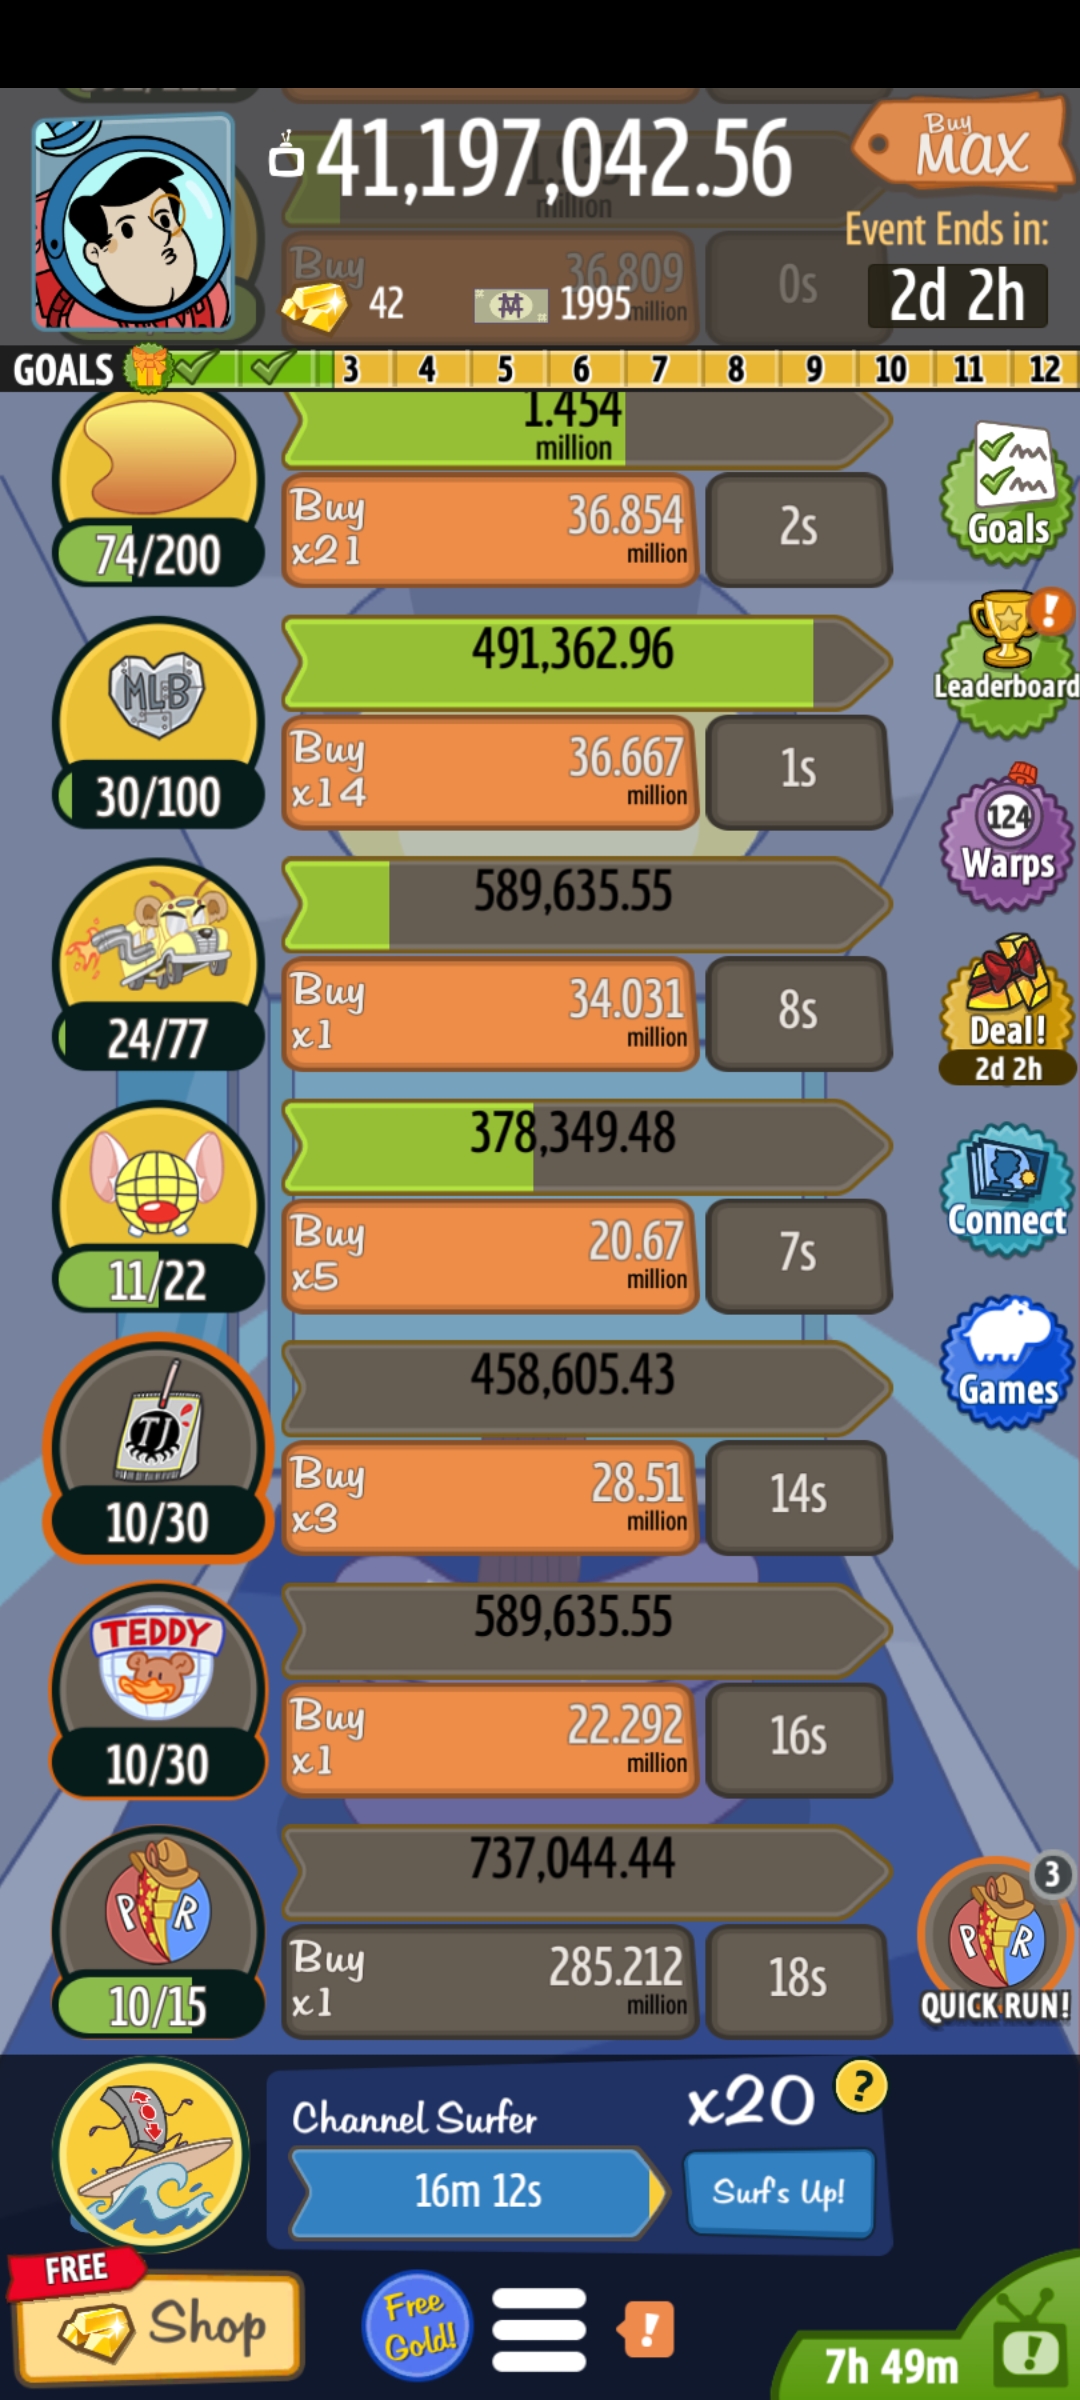 41,197,042.56
Buy
MAX
million
Event Ends in:
Buy
36.809
million
0s
42
1995
2d 2h
GOALS
3
4
5
6
7
8
9
10
11
12
1.454
million
74/200
Buy
x21
36.854
million
2s
Goals
MLB
30/100
491,362.96
Buy
x14
36.667
million
1s
Leaderboard
124
Warps
24/77
589,635.55
Buy
x1
34.031
million
8s
Deal!
2d 2h
11/22
378,349.48
Buy
x5
20.67
million
7s
Connect
TJ
10/30
458,605.43
Buy
x3
28.51
million
14s
Games
TEDDY
10/30
589,635.55
Buy
x1
22.292
million
16s
P R
10/15
737,044.44
Buy
x1
285.212
million
18s
3
P R
QUICK RUN!
Channel Surfer
x20
?
16m 12s
Surf's Up!
FREE
Shop
Free
Gold!
!
7h 49m
!